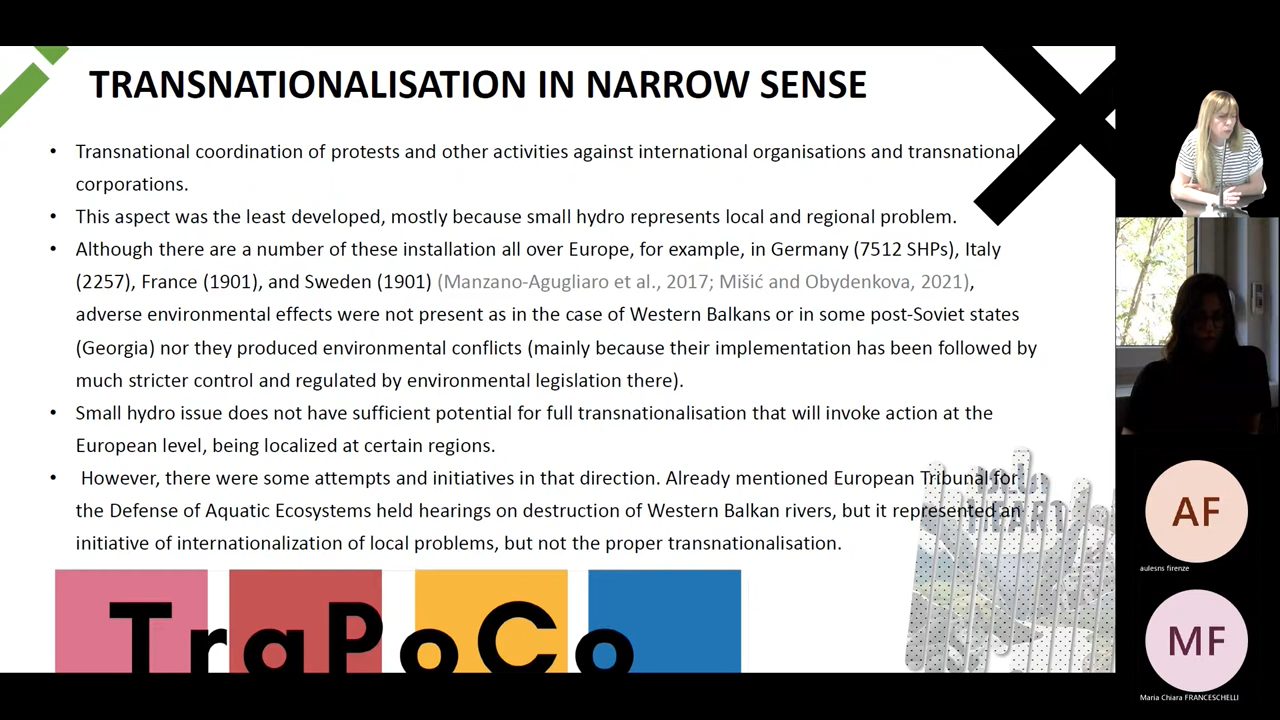 TRANSNATIONALISATION IN NARROW SENSE
• Transnational coordination of protests and other activities against international organisations and transnational
corporations.
• This aspect was the least developed, mostly because small hydro represents local and regional problem.
• Although there are a number of these installation all over Europe, for example, in Germany (7512 SHPs), Italy
(2257), France (1901), and Sweden (1901) (Manzano-Agugliaro et al., 2017; Mišić and Obydenkova, 2021),
adverse environmental effects were not present as in the case of Western Balkans or in some post-Soviet states
(Georgia) nor they produced environmental conflicts (mainly because their implementation has been followed by
much stricter control and regulated by environmental legislation there).
• Small hydro issue does not have sufficient potential for full transnationalisation that will invoke action at the
European level, being localized at certain regions.
• However, there were some attempts and initiatives in that direction. Already mentioned European Tribunal for
the Defense of Aquatic Ecosystems held hearings on destruction of Western Balkan rivers, but it represented an
initiative of internationalization of local problems, but not the proper transnationalisation.
TraPoCo
AF
aulesns firenze
MF
Maria Chiara FRANCESCHELLI